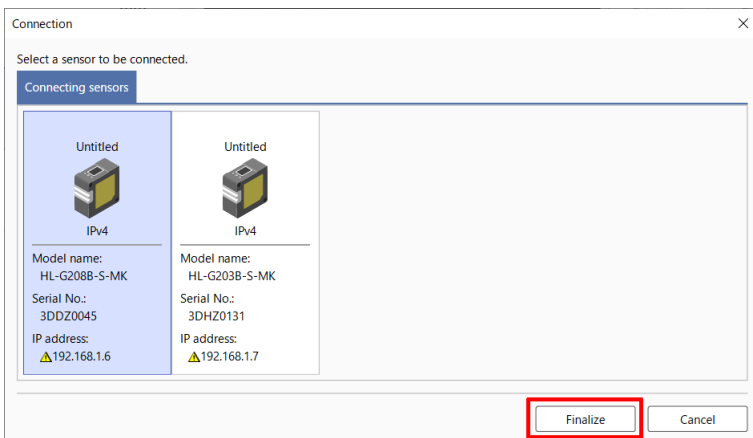 Connection
Select a sensor to be connected.
Connecting sensors
Untitled
IPv4
Model name:
HL-G208B-S-MK
Serial No.:
3DDZ0045
IP address:
192.168.1.6
Untitled
IPv4
Model name:
HL-G203B-S-MK
Serial No.:
3DHZ0131
IP address:
192.168.1.7
Finalize
Cancel